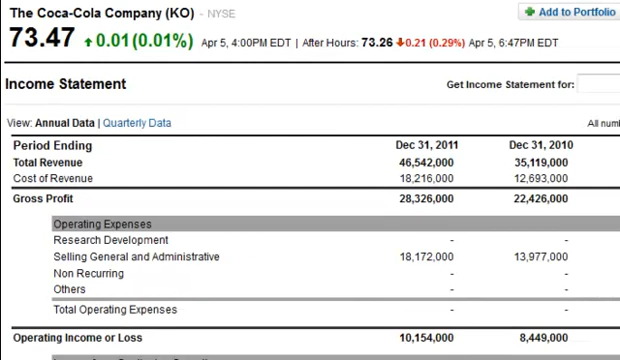 The Coca-Cola Company (KO) - NYSE
Add to Portfolio
73.47 0.01 (0.01%) Apr 5, 4:00PM EDT | After Hours: 73.26 0.21 (0.29%) Apr 5, 6:47PM EDT
Income Statement
Get Income Statement for:
View: Annual Data | Quarterly Data
All num
Period Ending Dec 31, 2011 Dec 31, 2010
Total Revenue 46,542,000 35,119,000
Cost of Revenue 18,216,000 12,693,000
Gross Profit 28,326,000 22,426,000
Operating Expenses
Research Development - -
Selling General and Administrative 18,172,000 13,977,000
Non Recurring - -
Others - -
Total Operating Expenses - -
Operating Income or Loss 10,154,000 8,449,000